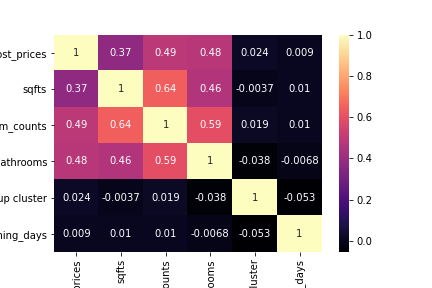 ost_prices 1 0.37 0.49 0.48 0.024 0.009
sqfts 0.37 1 0.64 0.46 -0.0037 0.01
m_counts 0.49 0.64 1 0.59 0.019 0.01
athrooms 0.48 0.46 0.59 1 -0.038 -0.0068
up cluster 0.024 -0.0037 0.019 -0.038 1 -0.053
ning_days 0.009 0.01 0.01 -0.0068 -0.053 1
prices sqfts ounts ooms luster _days
1.0
0.8
0.6
0.4
0.2
0.0